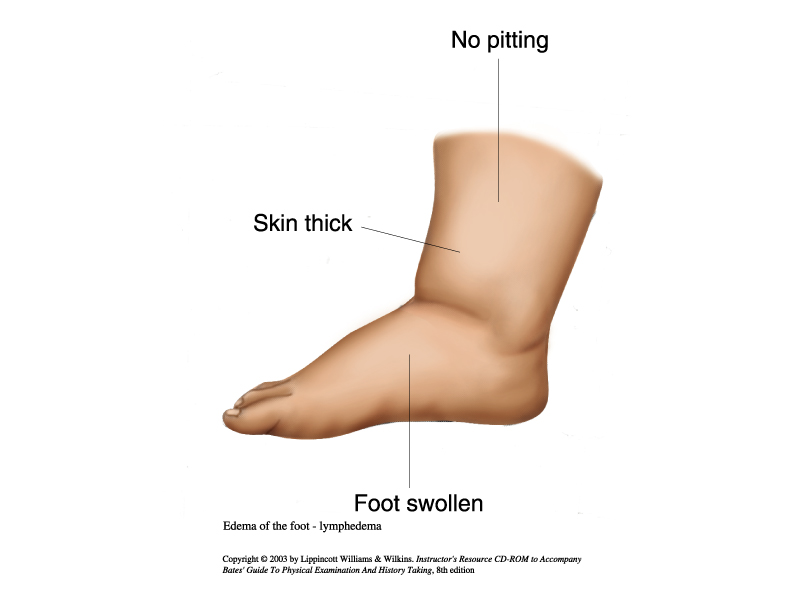 No pitting
Skin thick
Foot swollen
Edema of the foot - lymphedema
Copyright © 2003 by Lippincott Williams & Wilkins. Instructor's Resource CD-ROM to Accompany
Bates' Guide To Physical Examination And History Taking, 8th edition